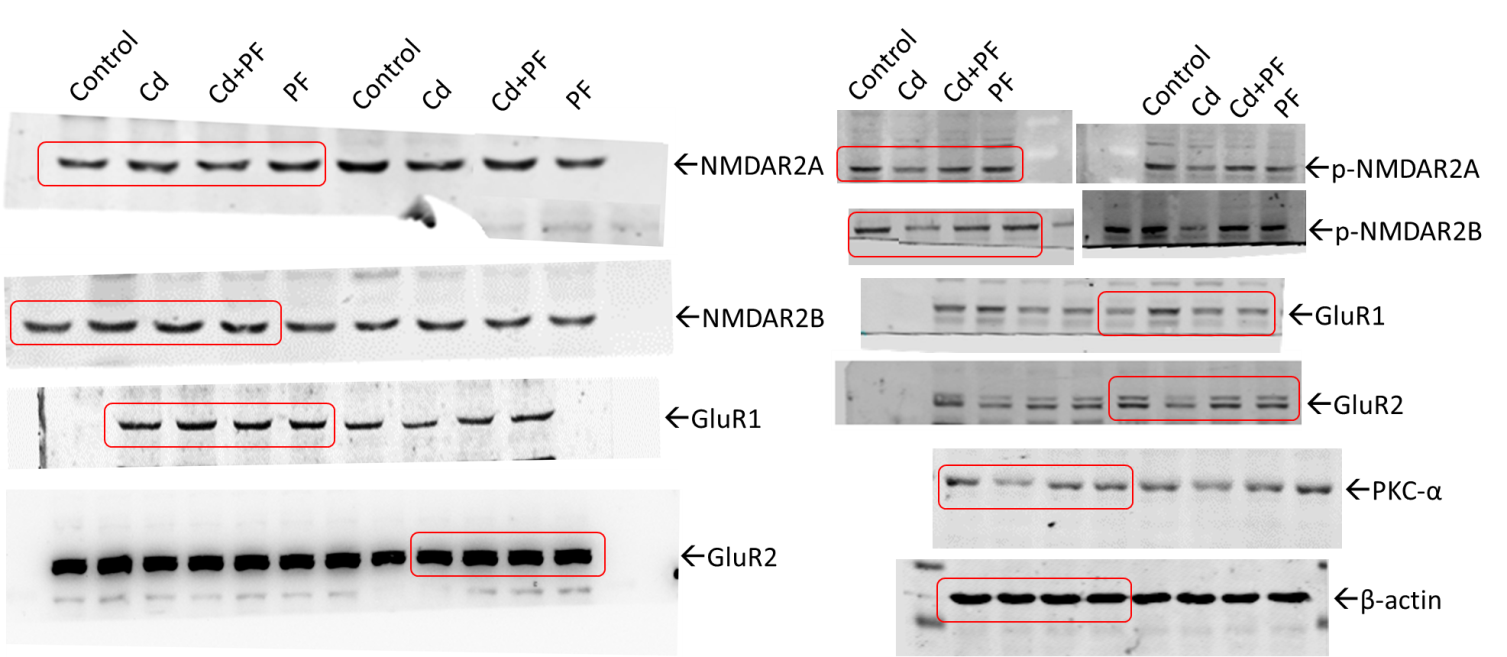 Control Cd Cd+PF PF Control Cd Cd+PF PF
←NMDAR2A
←NMDAR2B
←GluR1
←GluR2
Control Cd Cd+PF PF Control Cd Cd+PF PF
←p-NMDAR2A
←p-NMDAR2B
←GluR1
←GluR2
←PKC-α
←β-actin